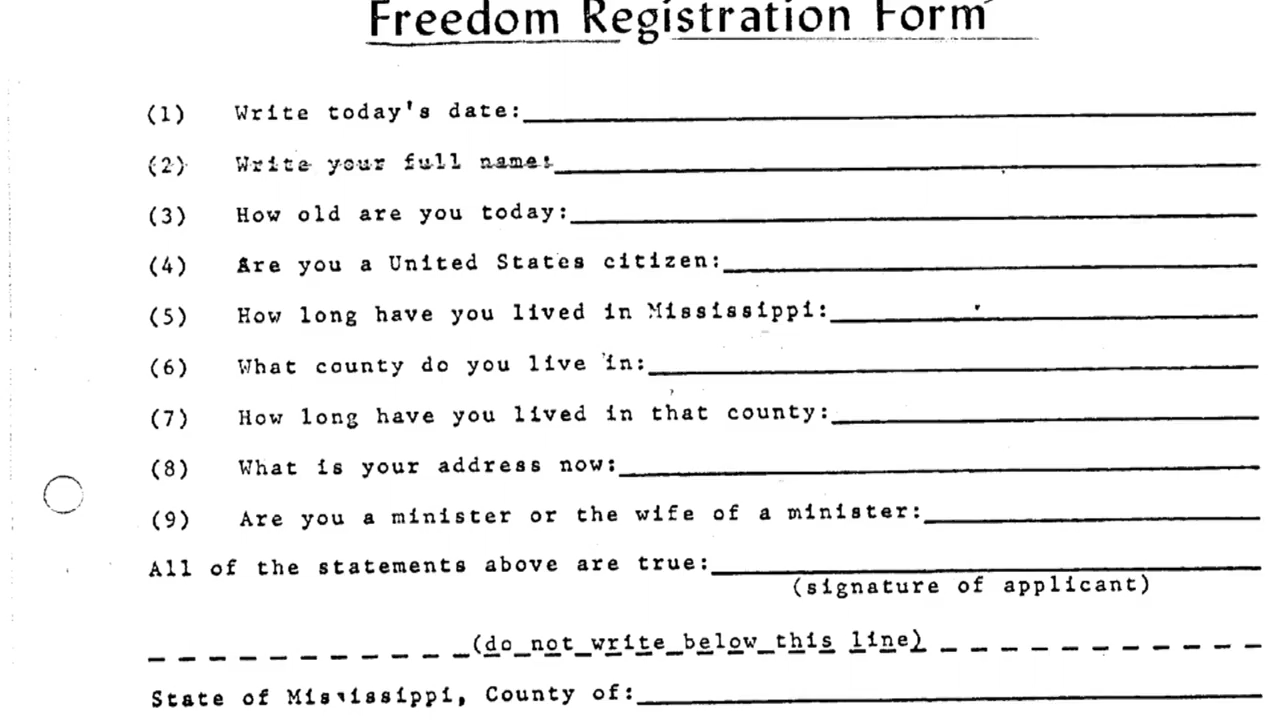 Freedom Registration Form
(1) Write today's date:
(2) Write your full name:
(3) How old are you today:
(4) Are you a United States citizen:
(5) How long have you lived in Mississippi:
(6) What county do you live in:
(7) How long have you lived in that county:
(8) What is your address now:
(9) Are you a minister or the wife of a minister:
All of the statements above are true:
(signature of applicant)
(do not write below this line)
State of Mississippi, County of: